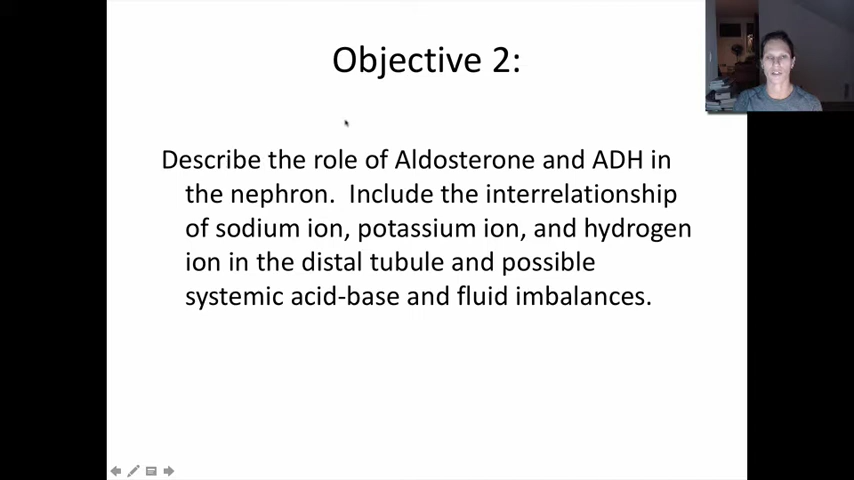 Objective 2:
Describe the role of Aldosterone and ADH in
the nephron. Include the interrelationship
of sodium ion, potassium ion, and hydrogen
ion in the distal tubule and possible
systemic acid-base and fluid imbalances.